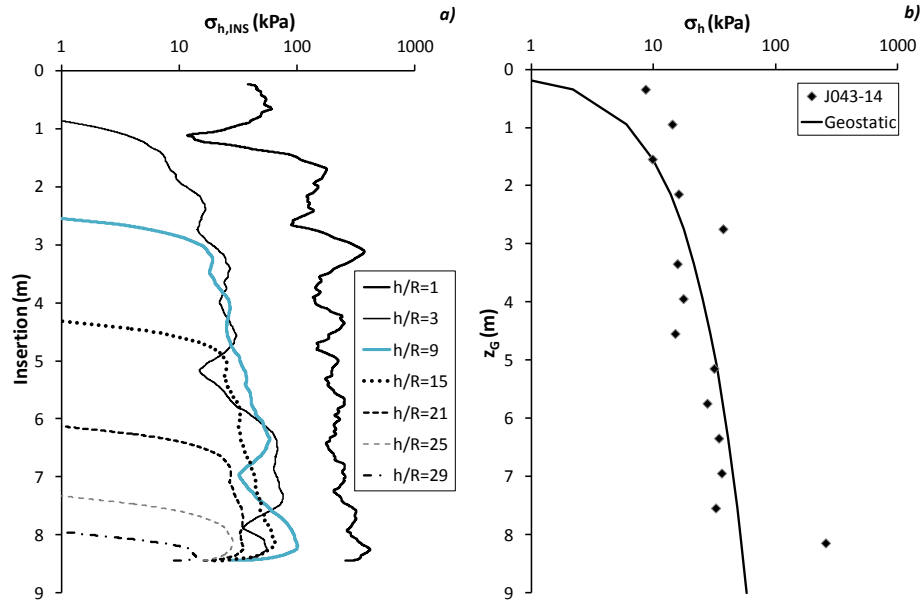 σh,INS (kPa)
a)
1 10 100 1000
0
1
2
3
4
5
6
7
8
9
Insertion (m)
h/R=1
h/R=3
h/R=9
h/R=15
h/R=21
h/R=25
h/R=29
σh (kPa)
b)
1 10 100 1000
0
1
2
3
4
5
6
7
8
9
zG (m)
J043-14
Geostatic